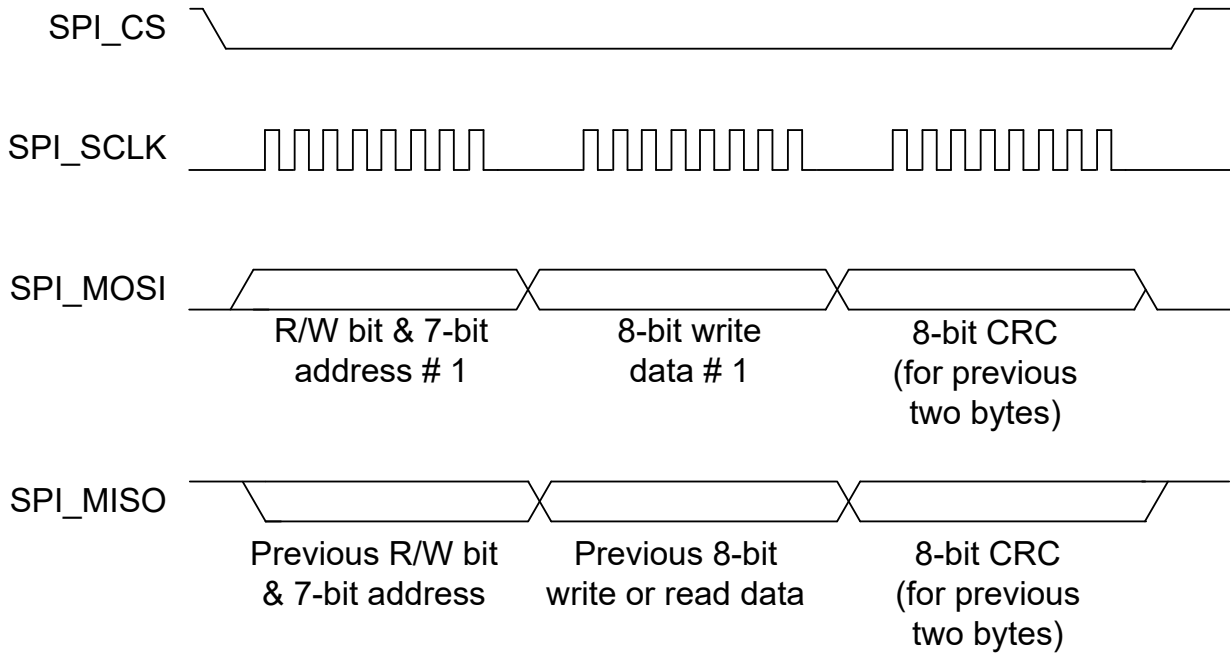 SPI_CS
SPI_SCLK
SPI_MOSI
R/W bit & 7-bit
address # 1
8-bit write
data # 1
8-bit CRC
(for previous
two bytes)
SPI_MISO
Previous R/W bit
& 7-bit address
Previous 8-bit
write or read data
8-bit CRC
(for previous
two bytes)